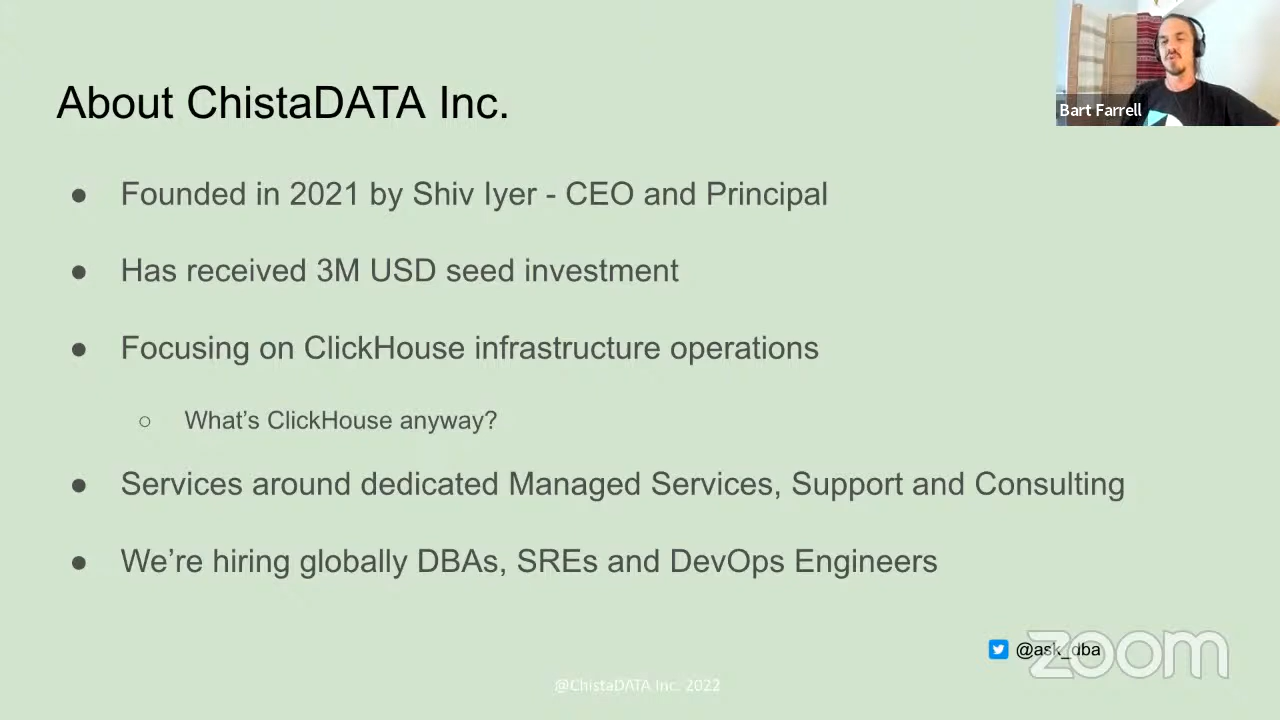 About ChistaDATA Inc.
Bart Farrell
● Founded in 2021 by Shiv Iyer - CEO and Principal
● Has received 3M USD seed investment
● Focusing on ClickHouse infrastructure operations
○ What’s ClickHouse anyway?
● Services around dedicated Managed Services, Support and Consulting
● We’re hiring globally DBAs, SREs and DevOps Engineers
@ask_dba
zoom
@ChistaDATA Inc. 2022